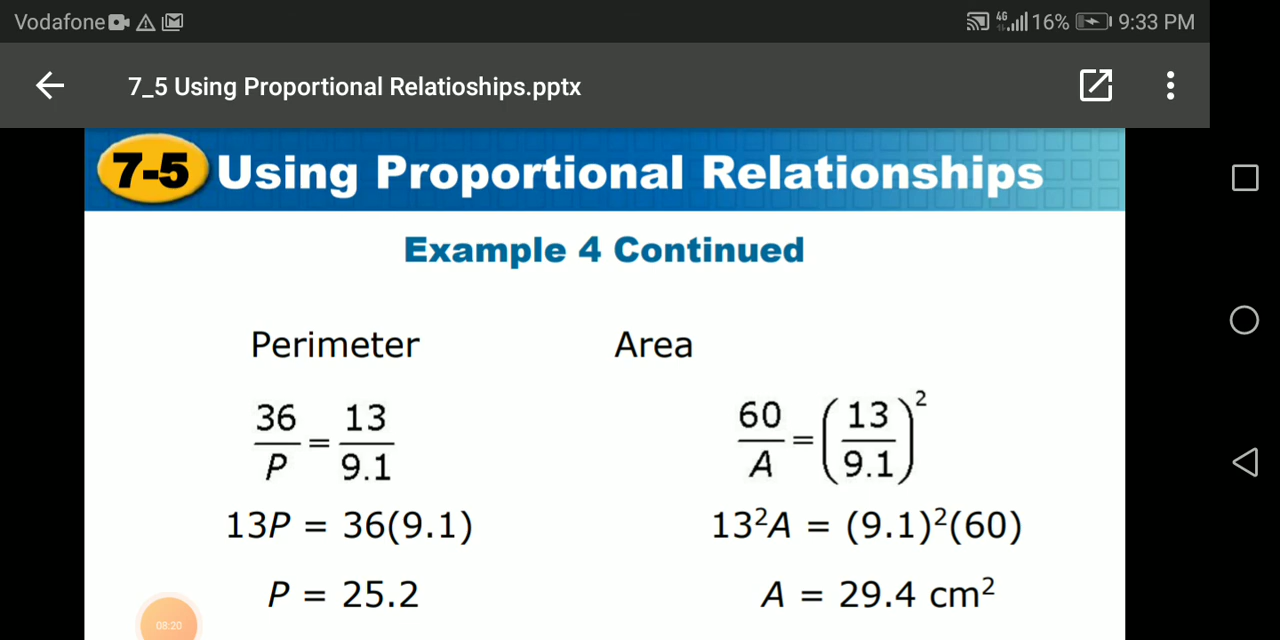 Vodafone 4G 16% 9:33 PM
7_5 Using Proportional Relatioships.pptx
7-5 Using Proportional Relationships
Example 4 Continued
Perimeter Area
36/P = 13/9.1 60/A = (13/9.1)²
13P = 36(9.1) 13²A = (9.1)²(60)
P = 25.2 A = 29.4 cm²
08:20